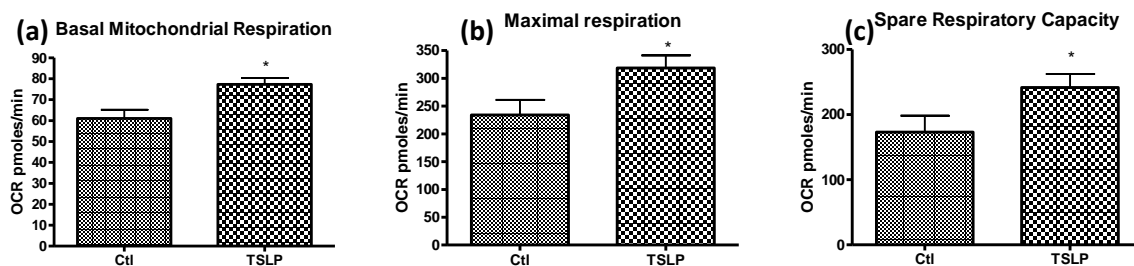 (a) Basal Mitochondrial Respiration
OCR pmoles/min
90
80
70
60
50
40
30
20
10
0
*
Ctl
TSLP
(b) Maximal respiration
OCR pmoles/min
350
300
250
200
150
100
50
0
*
Ctl
TSLP
(c) Spare Respiratory Capacity
OCR pmoles/min
300
200
100
0
*
Ctl
TSLP